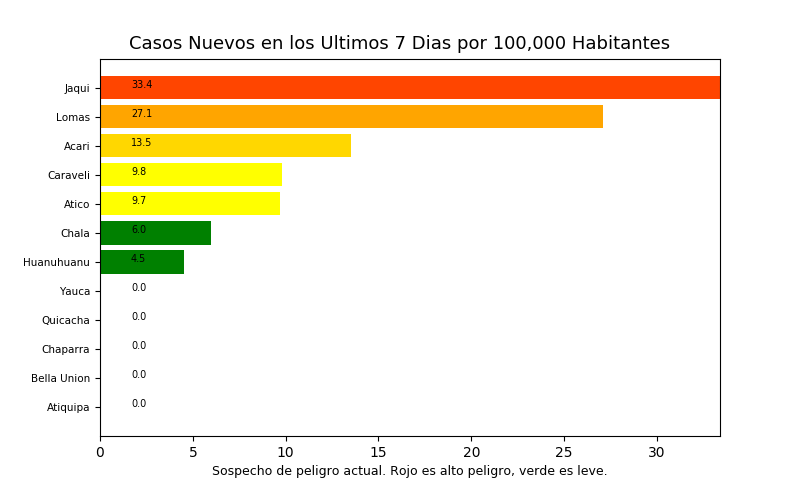 Casos Nuevos en los Ultimos 7 Dias por 100,000 Habitantes
Jaqui 33.4
Lomas 27.1
Acari 13.5
Caraveli 9.8
Atico 9.7
Chala 6.0
Huanuhuanu 4.5
Yauca 0.0
Quicacha 0.0
Chaparra 0.0
Bella Union 0.0
Atiquipa 0.0
0 5 10 15 20 25 30
Sospecho de peligro actual. Rojo es alto peligro, verde es leve.